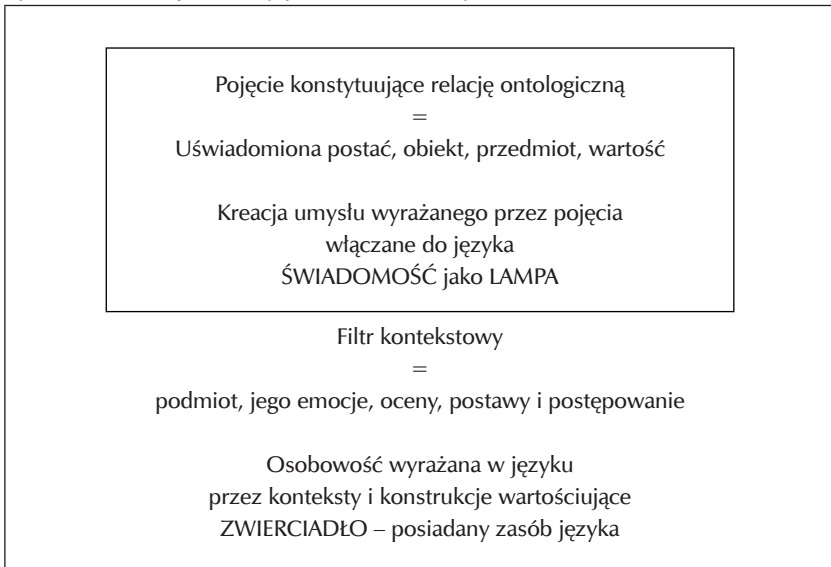 Pojęcie konstytuujące relację ontologiczną
=
Uświadomiona postać, obiekt, przedmiot, wartość
Kreacja umysłu wyrażanego przez pojęcia
włączane do języka
ŚWIADOMOŚĆ jako LAMPA
Filtr kontekstowy
=
podmiot, jego emocje, oceny, postawy i postępowanie
Osobowość wyrażana w języku
przez konteksty i konstrukcje wartościujące
ZWIERCIADŁO – posiadany zasób języka